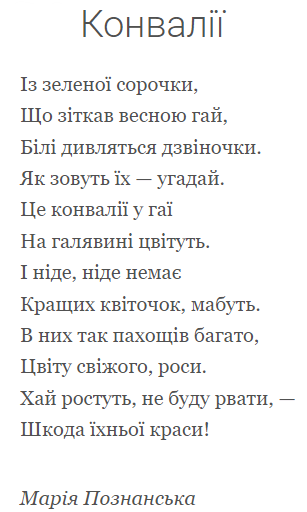 Конвалії
Із зеленої сорочки,
Що зіткав весною гай,
Білі дивляться дзвіночки.
Як зовуть їх — угадай.
Це конвалії у гаї
На галявині цвітуть.
І ніде, ніде немає
Кращих квіточок, мабуть.
В них так пахощів багато,
Цвіту свіжого, роси.
Хай ростуть, не буду рвати, —
Шкода їхньої краси!
Марія Познанська